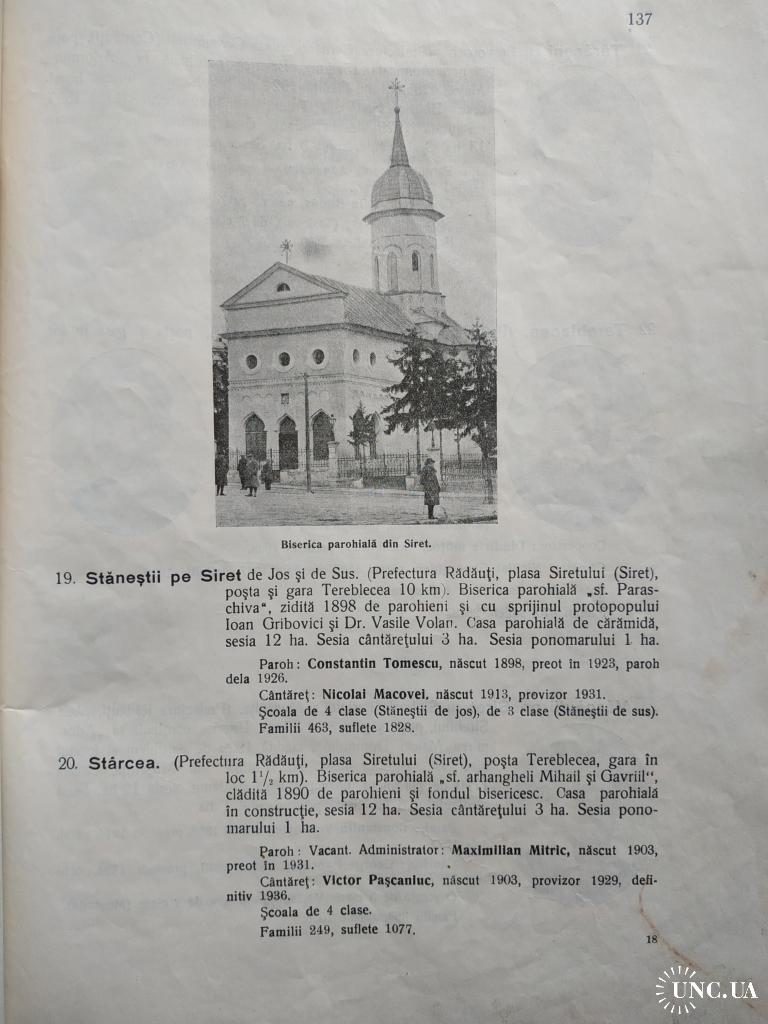 137
Biserica parohială din Siret.
19. Stăneştii pe Siret de Jos şi de Sus. (Prefectura Rădăuţi, plasa Siretului (Siret),
poşta şi gara Tereblecea 10 km). Biserica parohială „sf. Paras-
chiva“, zidită 1898 de parohieni şi cu sprijinul protopopului
Ioan Gribovici şi Dr. Vasile Volan. Casa parohială de cărămidă,
sesia 12 ha. Sesia cântăreţului 3 ha. Sesia ponomarului 1 ha.
Paroh: Constantin Tomescu, născut 1898, preot în 1923, paroh
dela 1926.
Cântăreţ: Nicolai Macovei, născut 1913, provizor 1931.
Şcoala de 4 clase (Stăneştii de jos), de 3 clase (Stăneştii de sus).
Familii 463, suflete 1828.
20. Stârcea. (Prefectura Rădăuţi, plasa Siretului (Siret), poşta Tereblecea, gara în
loc 1 1/2 km). Biserica parohială „sf. arhangheli Mihail şi Gavriil“,
clădită 1890 de parohieni şi fondul bisericesc. Casa parohială
în construcţie, sesia 12 ha. Sesia cântăreţului 3 ha. Sesia pono-
marului 1 ha.
Paroh: Vacant. Administrator: Maximilian Mitric, născut 1903,
preot în 1931.
Cântăreţ: Victor Paşcaniuc, născut 1903, provizor 1929, defi-
nitiv 1936.
Şcoala de 4 clase.
Familii 249, suflete 1077.
18
UNC.UA